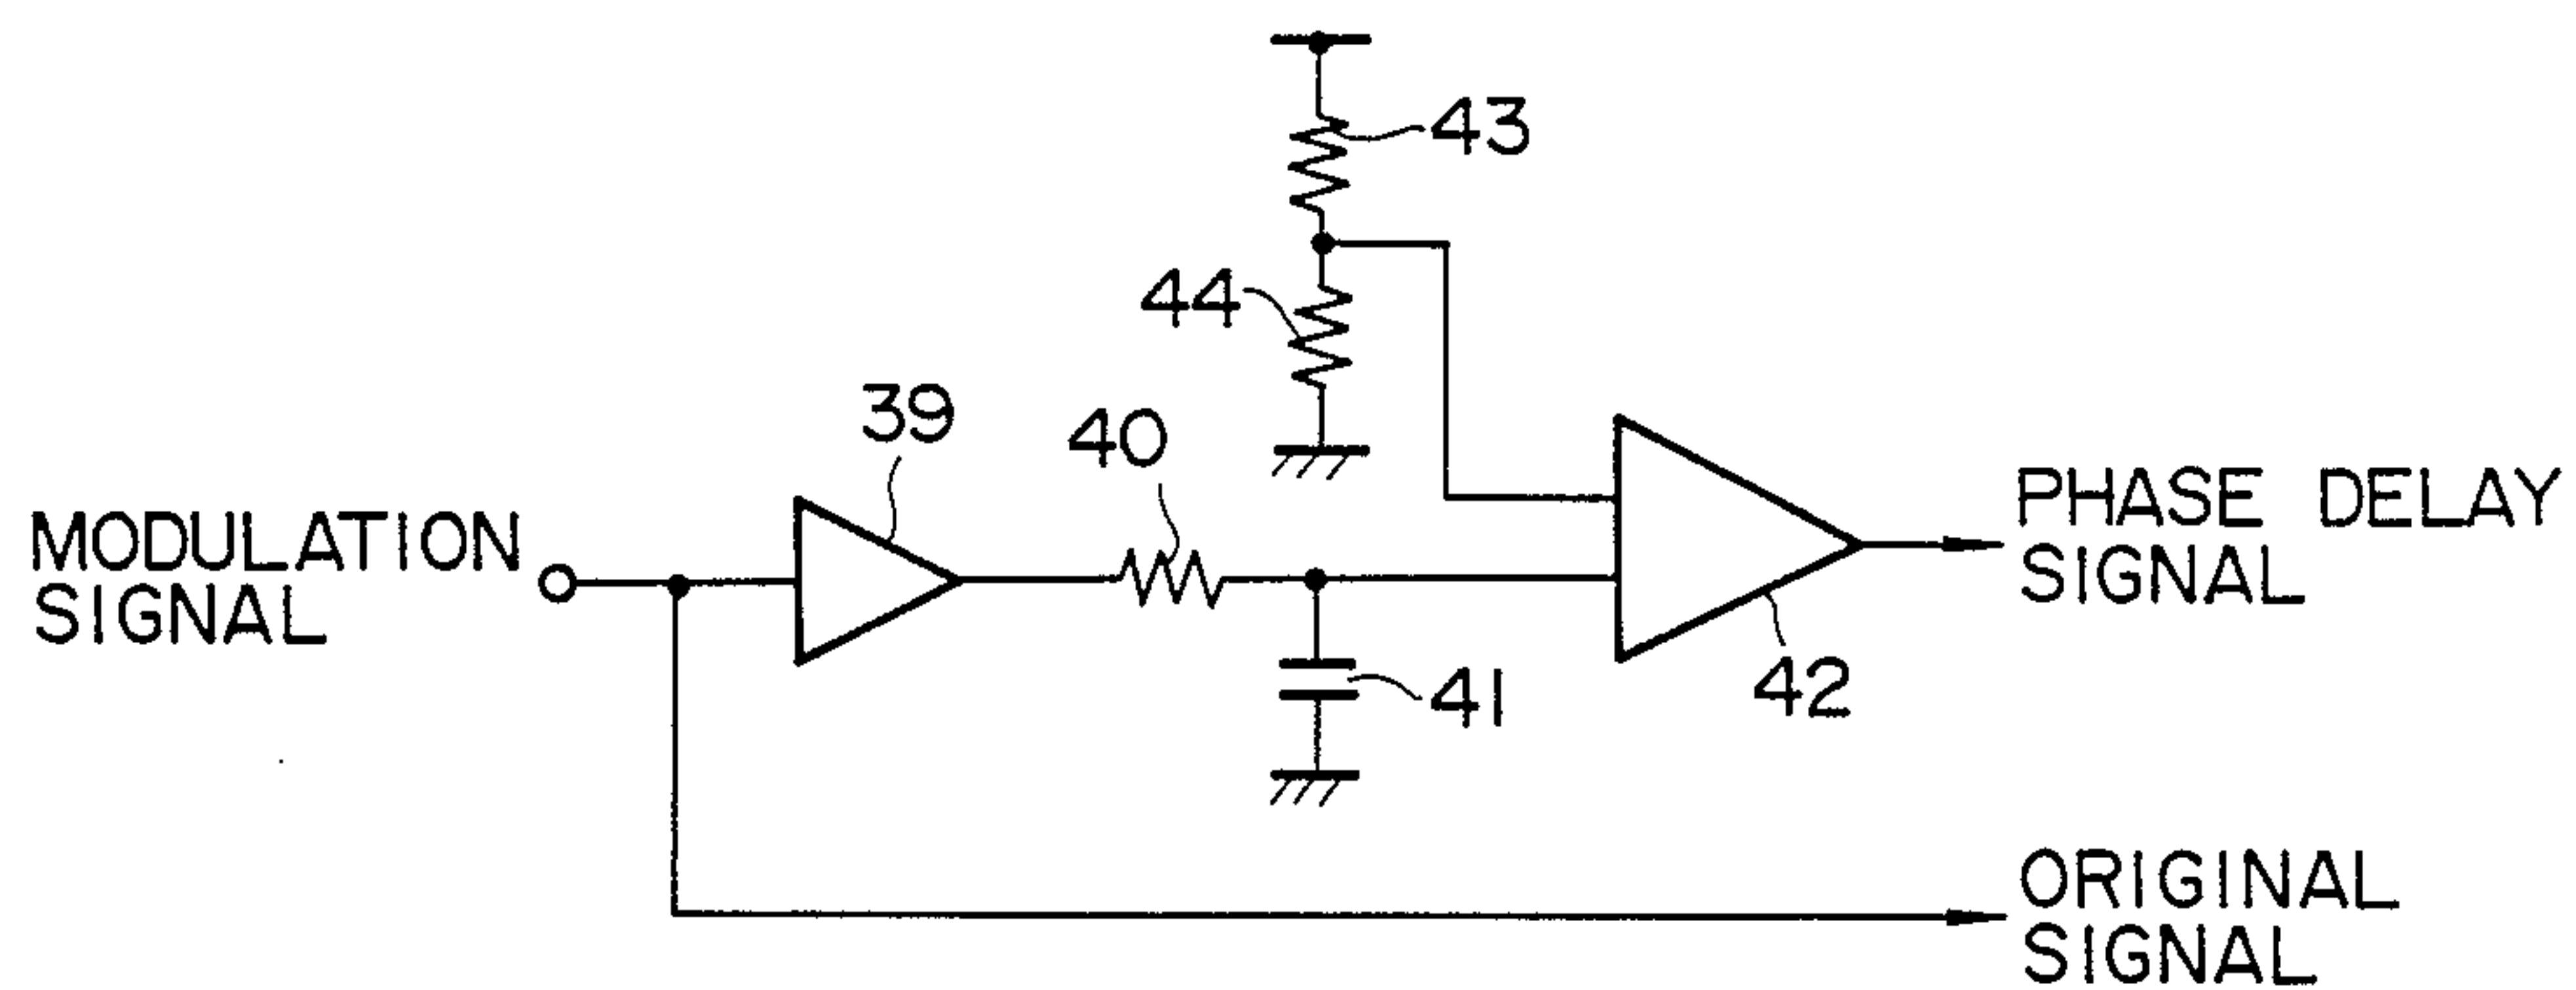 43
44
39
40
MODULATION
SIGNAL
PHASE DELAY
SIGNAL
41
42
ORIGINAL
SIGNAL